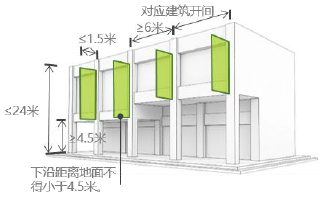 对应建筑开间
≥6米
≤1.5米
≤24米
≥4.5米
下沿距离地面不
得小于4.5米。